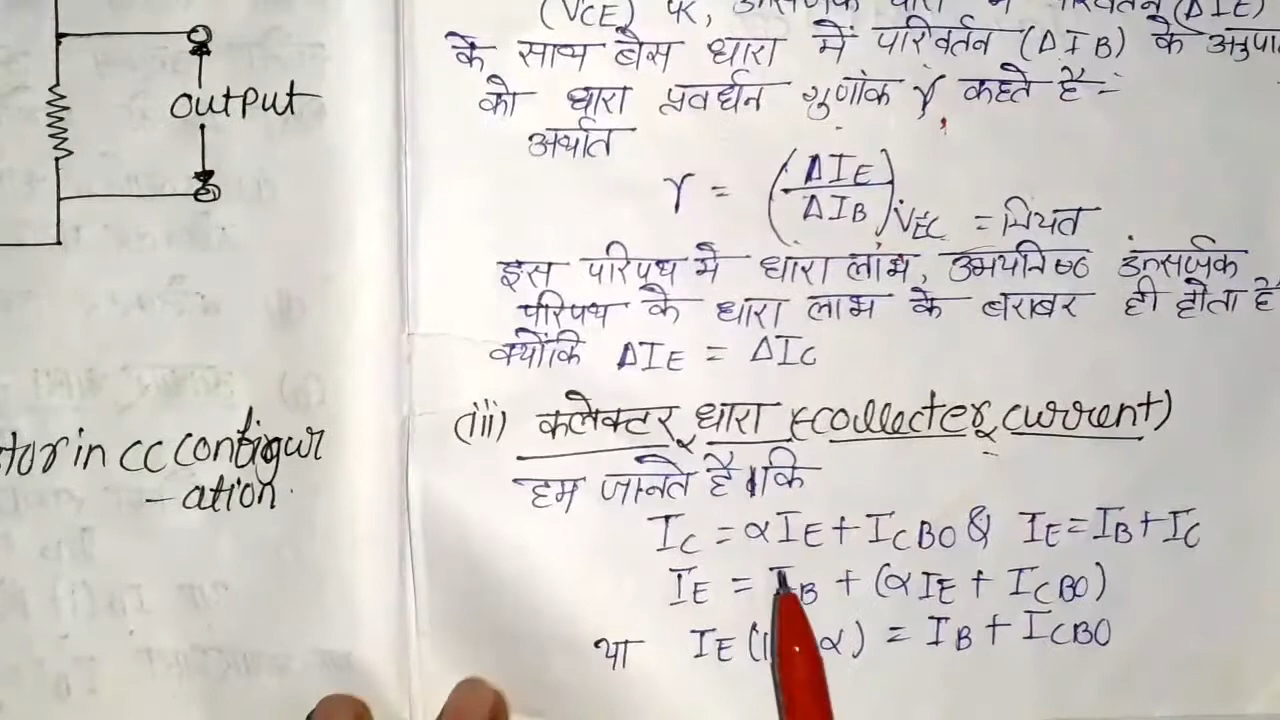 output
tor in cc configur
-ation.
(VCE) पर, (ΔIE)
के साथ बेस धारा में परिवर्तन (ΔIB) के
को धारा प्रवर्धन गुणांक γ कहते है:-
अर्थात
γ = (ΔIE/ΔIB)VEC = नियत
इस परिपथ मे धारा लाभ, उभयनिष्ठ उत्सर्जक
परिपथ के धारा लाभ के बराबर ही होता है
क्योंकि ΔIE = ΔIC
(iii) कलेक्टर धारा (collecter current)
हम जानते है कि
IC = αIE + ICBO & IE = IB + IC
IE = IB + (αIE + ICBO)
या IE (1 α) = IB + ICBO